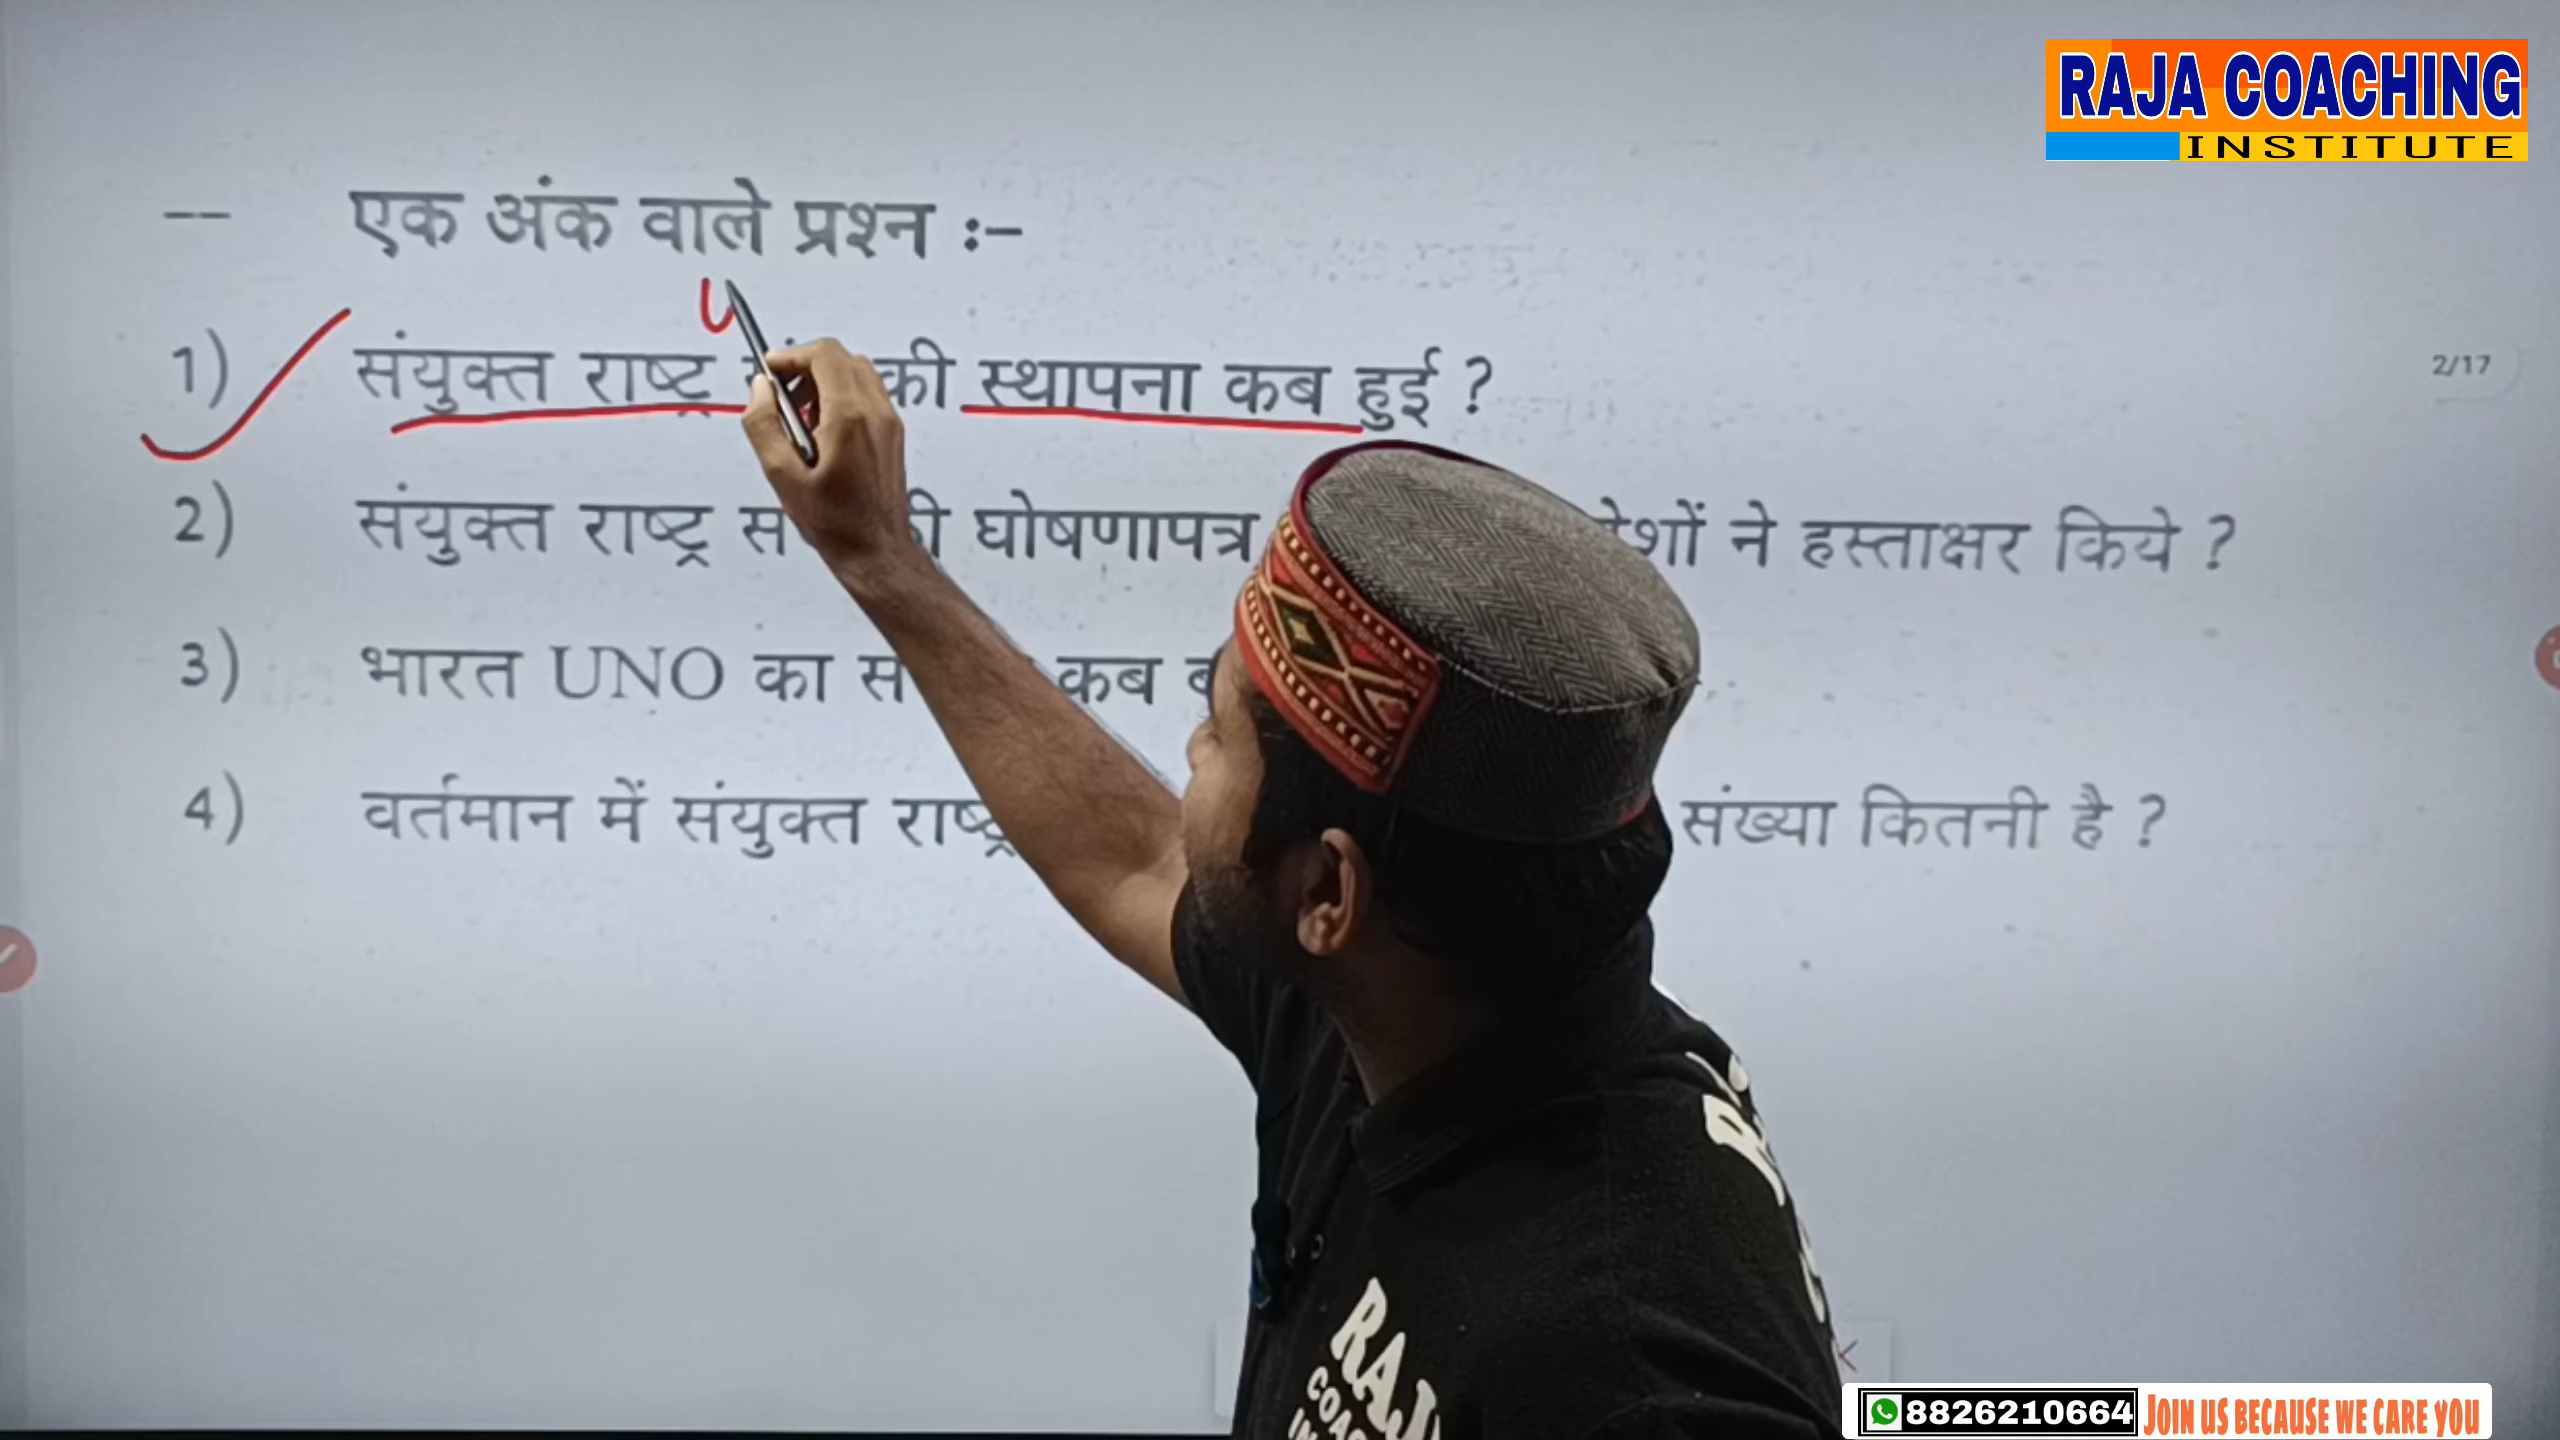 RAJA COACHING
INSTITUTE
-- एक अंक वाले प्रश्न :-
U
1) संयुक्त राष्ट्र की स्थापना कब हुई ?
2/17
2) संयुक्त राष्ट्र घोषणापत्र ने हस्ताक्षर किये ?
3) भारत UNO का कब
4) वर्तमान में संयुक्त राष्ट्र संख्या कितनी है ?
RAJ
8826210664 JOIN US BECAUSE WE CARE YOU